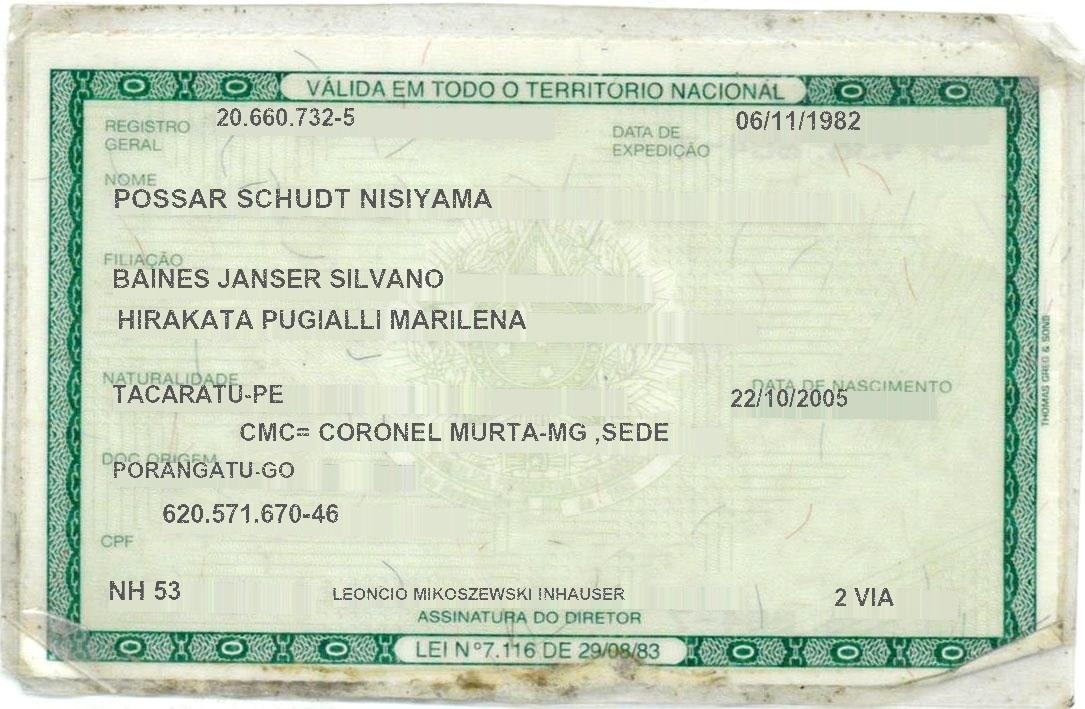 VÁLIDA EM TODO O TERRITÓRIO NACIONAL
REGISTRO GERAL 20.660.732-5 DATA DE EXPEDIÇÃO 06/11/1982
NOME
POSSAR SCHUDT NISIYAMA
FILIAÇÃO
BAINES JANSER SILVANO
HIRAKATA PUGIALLI MARILENA
NATURALIDADE DATA DE NASCIMENTO
TACARATU-PE 22/10/2005
CMC= CORONEL MURTA-MG ,SEDE
DOC ORIGEM
PORANGATU-GO
620.571.670-46
CPF
NH 53 LEONCIO MIKOSZEWSKI INHAUSER 2 VIA
ASSINATURA DO DIRETOR
LEI Nº 7.116 DE 29/08/83
THOMAS GREG & SONS